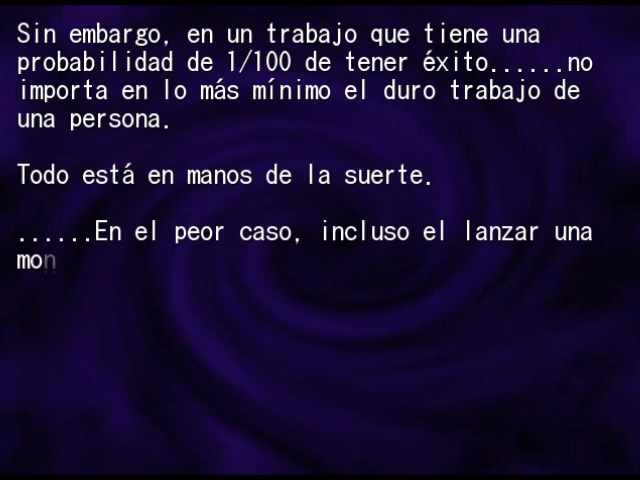 Sin embargo, en un trabajo que tiene una
probabilidad de 1/100 de tener éxito......no
importa en lo más mínimo el duro trabajo de
una persona.
Todo está en manos de la suerte.
......En el peor caso, incluso el lanzar una
mon